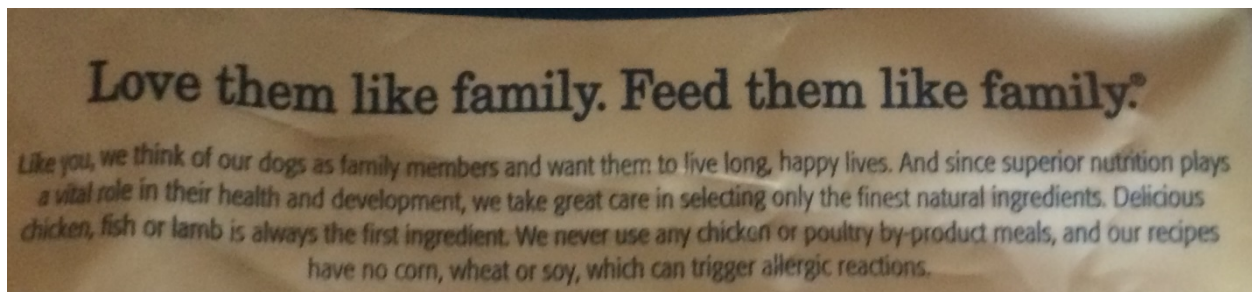 Love them like family. Feed them like family.®
Like you, we think of our dogs as family members and want them to live long, happy lives. And since superior nutrition plays
a vital role in their health and development, we take great care in selecting only the finest natural ingredients. Delicious
chicken, fish or lamb is always the first ingredient. We never use any chicken or poultry by-product meals, and our recipes
have no corn, wheat or soy, which can trigger allergic reactions.